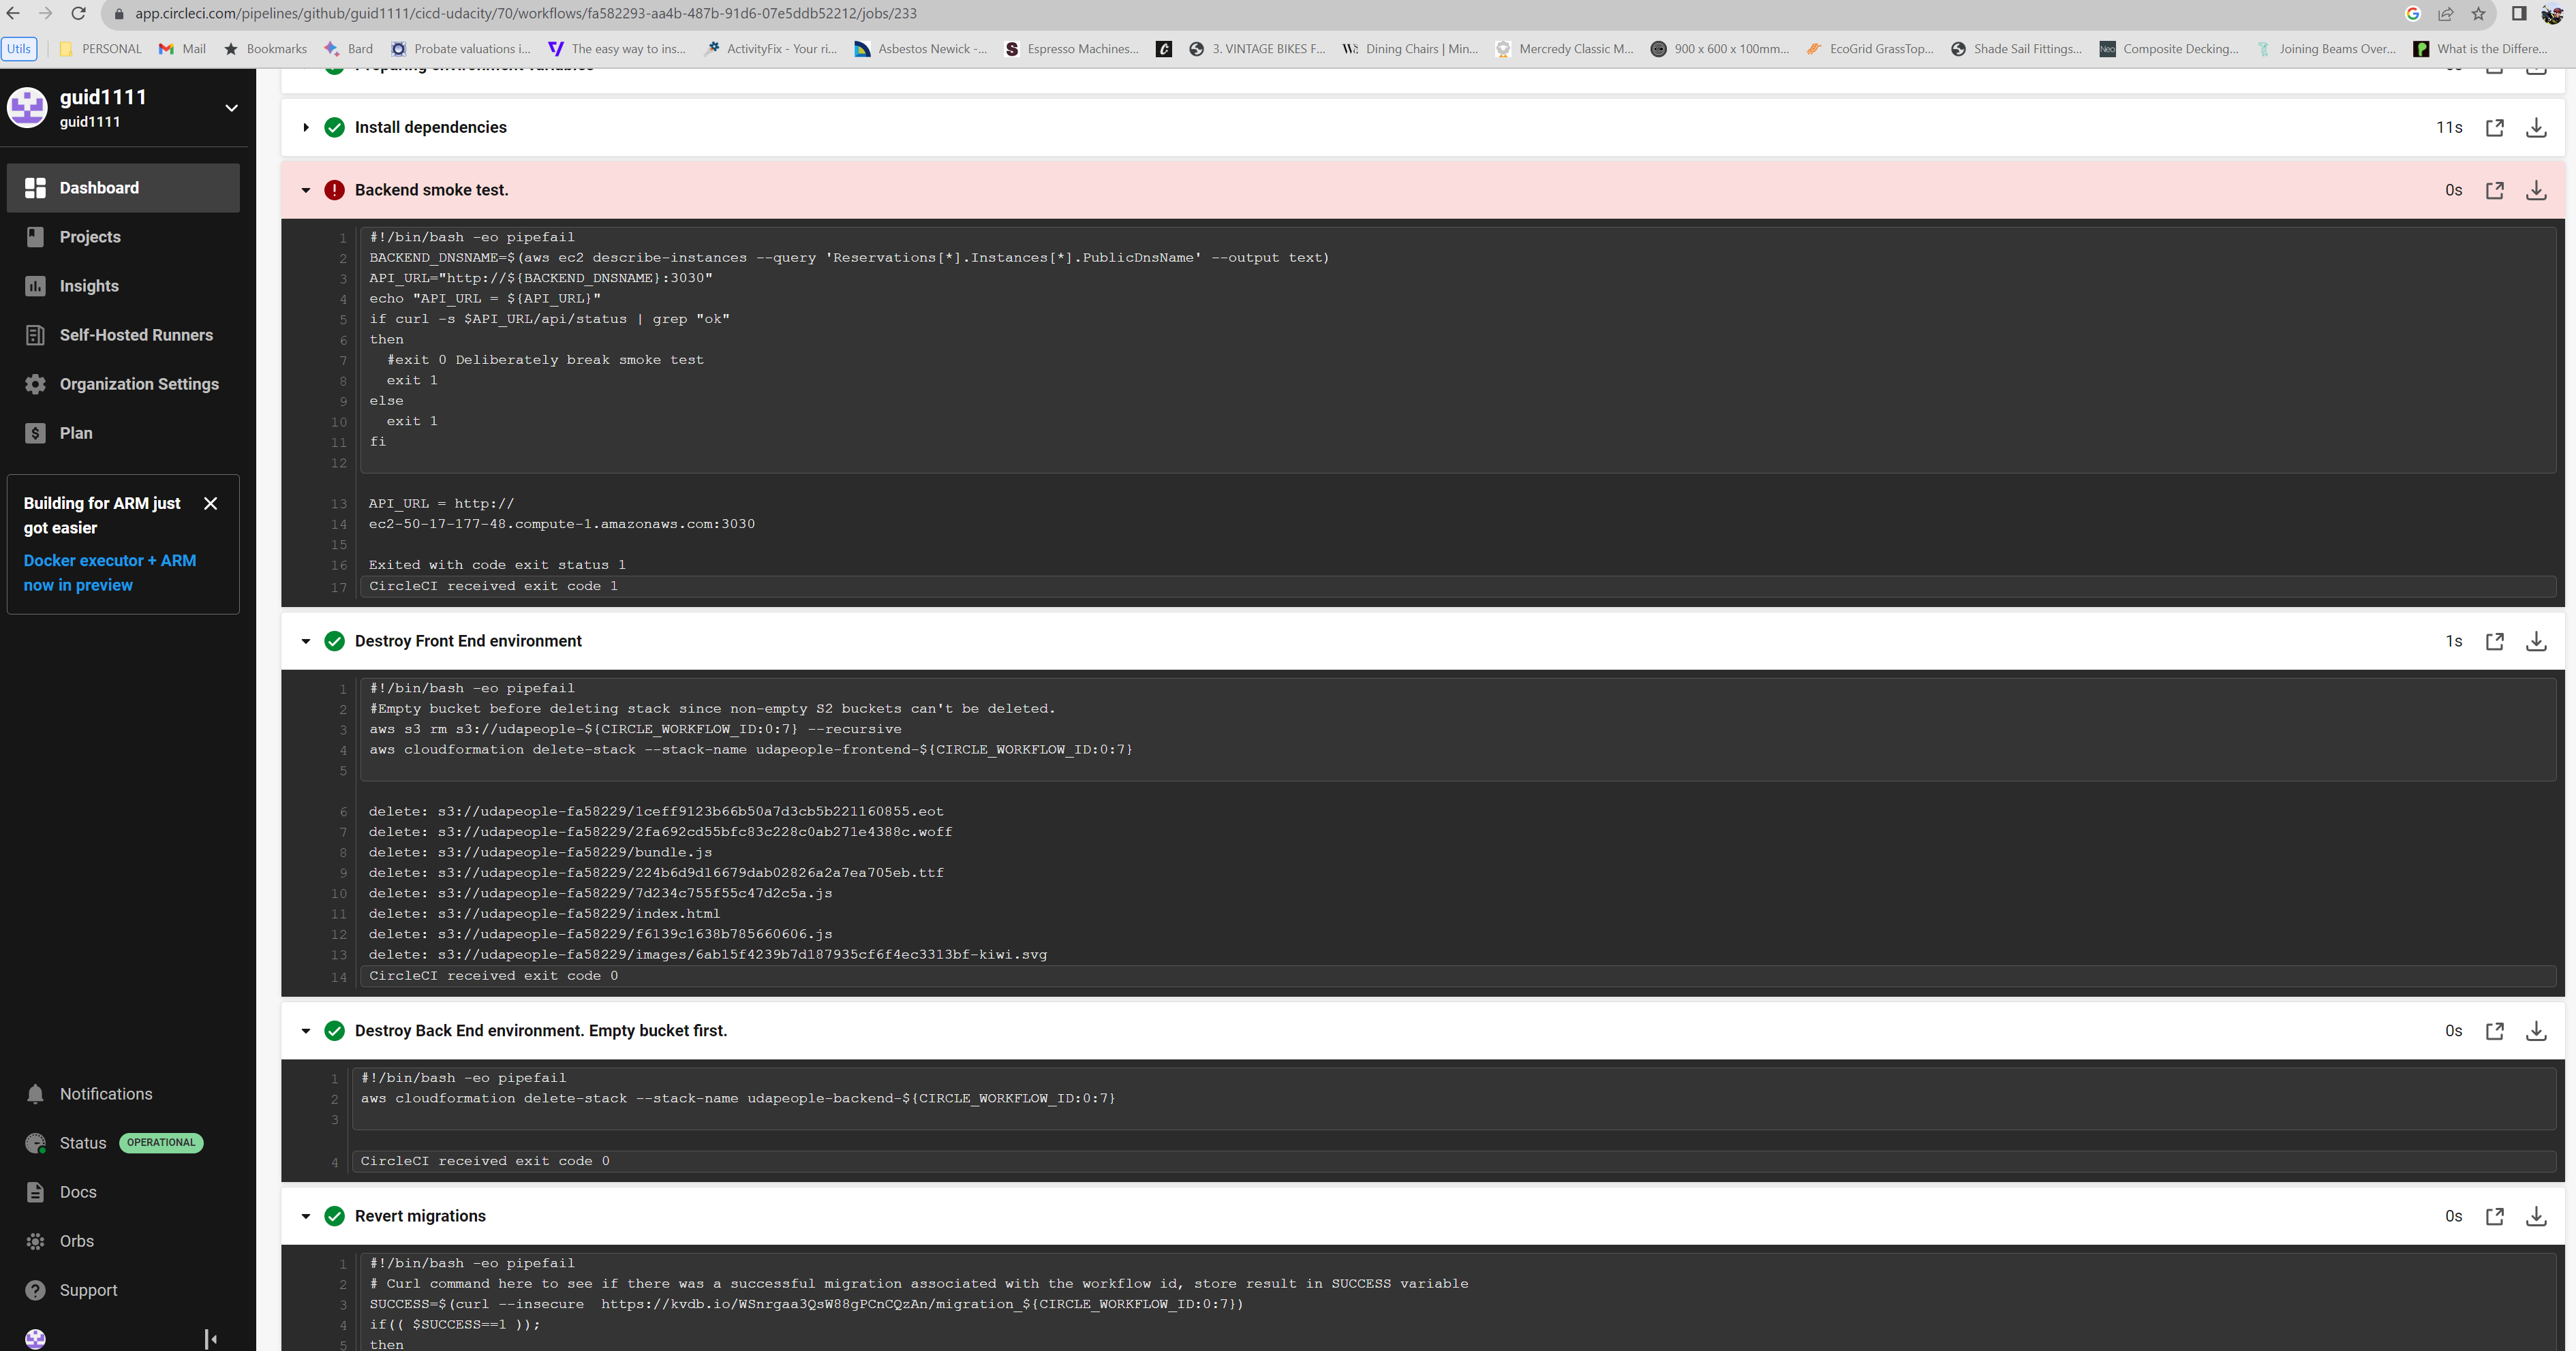 app.circleci.com/pipelines/github/guid1111/cicd-udacity/70/workflows/fa582293-aa4b-487b-91d6-07e5ddb52212/jobs/233
Utils PERSONAL Mail Bookmarks Bard Probate valuations i... The easy way to ins... ActivityFix - Your ri... Asbestos Newick -... Espresso Machines... 3. VINTAGE BIKES F... Dining Chairs | Min... Mercredy Classic M... 900 x 600 x 100mm... EcoGrid GrassTop... Shade Sail Fittings... Composite Decking... Joining Beams Over... What is the Differe...
guid1111
guid1111
Dashboard
Projects
Insights
Self-Hosted Runners
Organization Settings
Plan
Building for ARM just
got easier
Docker executor + ARM
now in preview
Notifications
Status OPERATIONAL
Docs
Orbs
Support
Preparing environment variables
Install dependencies 11s
Backend smoke test. 0s
1 #!/bin/bash -eo pipefail
2 BACKEND_DNSNAME=$(aws ec2 describe-instances --query 'Reservations[*].Instances[*].PublicDnsName' --output text)
3 API_URL="http://${BACKEND_DNSNAME}:3030"
4 echo "API_URL = ${API_URL}"
5 if curl -s $API_URL/api/status | grep "ok"
6 then
7 #exit 0 Deliberately break smoke test
8 exit 1
9 else
10 exit 1
11 fi
12
13 API_URL = http://
14 ec2-50-17-177-48.compute-1.amazonaws.com:3030
15
16 Exited with code exit status 1
17 CircleCI received exit code 1
Destroy Front End environment 1s
1 #!/bin/bash -eo pipefail
2 #Empty bucket before deleting stack since non-empty S2 buckets can't be deleted.
3 aws s3 rm s3://udapeople-${CIRCLE_WORKFLOW_ID:0:7} --recursive
4 aws cloudformation delete-stack --stack-name udapeople-frontend-${CIRCLE_WORKFLOW_ID:0:7}
5
6 delete: s3://udapeople-fa58229/1ceff9123b66b50a7d3cb5b221160855.eot
7 delete: s3://udapeople-fa58229/2fa692cd55bfc83c228c0ab271e4388c.woff
8 delete: s3://udapeople-fa58229/bundle.js
9 delete: s3://udapeople-fa58229/224b6d9d16679dab02826a2a7ea705eb.ttf
10 delete: s3://udapeople-fa58229/7d234c755f55c47d2c5a.js
11 delete: s3://udapeople-fa58229/index.html
12 delete: s3://udapeople-fa58229/f6139c1638b785660606.js
13 delete: s3://udapeople-fa58229/images/6ab15f4239b7d187935cf6f4ec3313bf-kiwi.svg
14 CircleCI received exit code 0
Destroy Back End environment. Empty bucket first. 0s
1 #!/bin/bash -eo pipefail
2 aws cloudformation delete-stack --stack-name udapeople-backend-${CIRCLE_WORKFLOW_ID:0:7}
3
4 CircleCI received exit code 0
Revert migrations 0s
1 #!/bin/bash -eo pipefail
2 # Curl command here to see if there was a successful migration associated with the workflow id, store result in SUCCESS variable
3 SUCCESS=$(curl --insecure  https://kvdb.io/WSnrgaa3QsW88gPCnCQzAn/migration_${CIRCLE_WORKFLOW_ID:0:7})
4 if(( $SUCCESS==1 ));
5 then